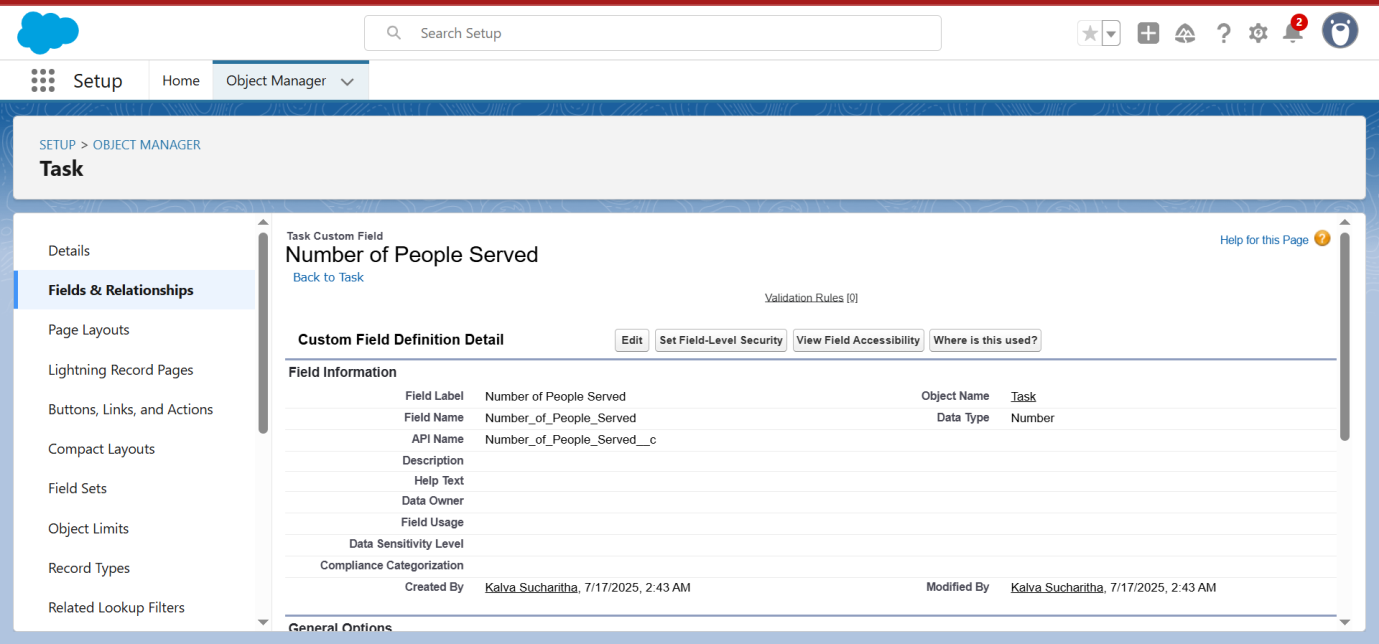 Search Setup
2
Setup
Home
Object Manager
SETUP > OBJECT MANAGER
Task
Details
Fields & Relationships
Page Layouts
Lightning Record Pages
Buttons, Links, and Actions
Compact Layouts
Field Sets
Object Limits
Record Types
Related Lookup Filters
Task Custom Field
Number of People Served
Back to Task
Help for this Page ?
Validation Rules [0]
Custom Field Definition Detail Edit Set Field-Level Security View Field Accessibility Where is this used?
Field Information
Field Label Number of People Served Object Name Task
Field Name Number_of_People_Served Data Type Number
API Name Number_of_People_Served__c
Description
Help Text
Data Owner
Field Usage
Data Sensitivity Level
Compliance Categorization
Created By Kalva Sucharitha, 7/17/2025, 2:43 AM Modified By Kalva Sucharitha, 7/17/2025, 2:43 AM
General Options